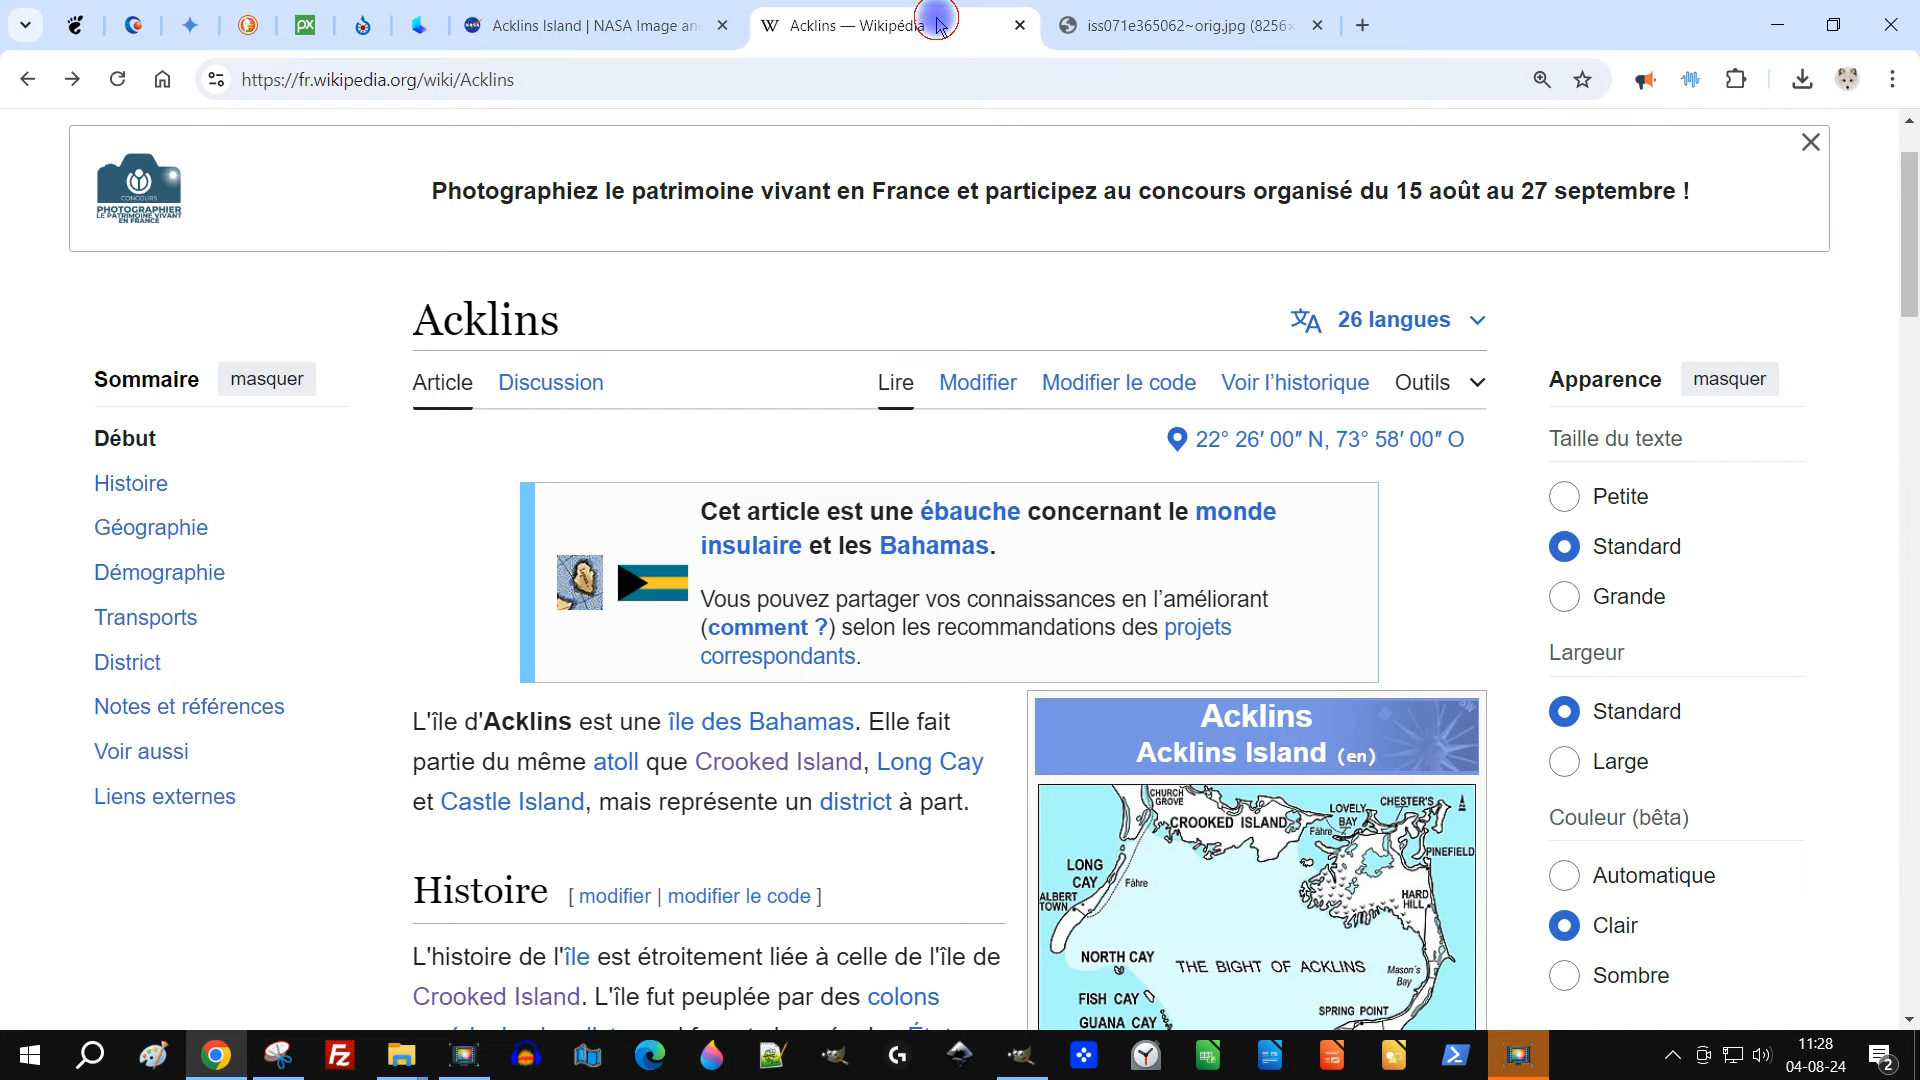 Acklins Island | NASA Image an
Acklins — Wikipédia
iss071e365062~orig.jpg (8256×
https://fr.wikipedia.org/wiki/Acklins
CONCOURS
PHOTOGRAPHIER
LE PATRIMOINE VIVANT
EN FRANCE
Photographiez le patrimoine vivant en France et participez au concours organisé du 15 août au 27 septembre !
Acklins
26 langues
Sommaire
masquer
Article
Discussion
Lire
Modifier
Modifier le code
Voir l'historique
Outils
Apparence
masquer
Début
22° 26′ 00″ N, 73° 58′ 00″ O
Taille du texte
Histoire
Géographie
Démographie
Transports
District
Notes et références
Voir aussi
Liens externes
Cet article est une ébauche concernant le monde
insulaire et les Bahamas.
Vous pouvez partager vos connaissances en l'améliorant
(comment ?) selon les recommandations des projets
correspondants.
Petite
Standard
Grande
Largeur
Standard
Large
Couleur (bêta)
Automatique
Clair
Sombre
L'île d'Acklins est une île des Bahamas. Elle fait
partie du même atoll que Crooked Island, Long Cay
et Castle Island, mais représente un district à part.
Histoire [ modifier | modifier le code ]
L'histoire de l'île est étroitement liée à celle de l'île de
Crooked Island. L'île fut peuplée par des colons
Acklins
Acklins Island (en)
CHURCH
GROVE
CROOKED ISLAND
LOVELY
BAY
CHESTER'S
Fähre
PINEFIELD
LONG
CAY
Fähre
ALBERT
TOWN
HARD
HILL
NORTH CAY
THE BIGHT OF ACKLINS
Mason's
Bay
FISH CAY
GUANA CAY
SPRING POINT
11:28
04-08-24
2